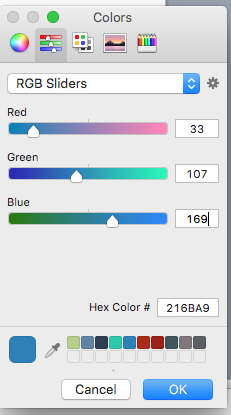 Colors
RGB Sliders
Red
33
Green
107
Blue
169
Hex Color # 216BA9
Cancel OK